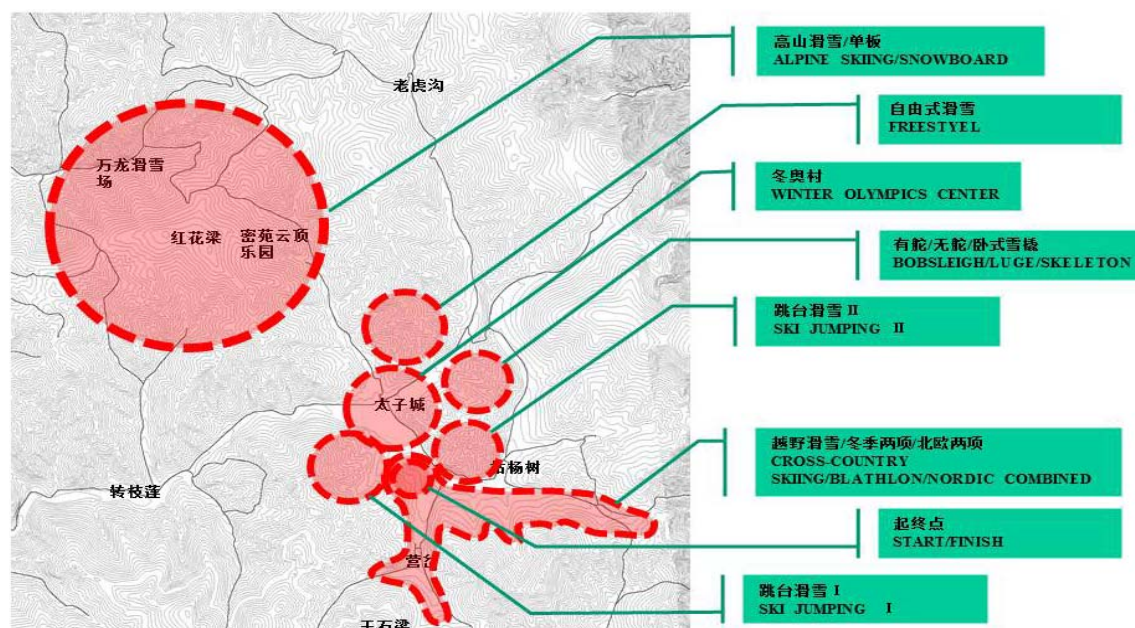 高山滑雪/单板
ALPINE SKIING/SNOWBOARD
自由式滑雪
FREESTYEL
冬奥村
WINTER OLYMPICS CENTER
有舵/无舵/卧式雪橇
BOBSLEIGH/LUGE/SKELETON
跳台滑雪 II
SKI JUMPING II
越野滑雪/冬季两项/北欧两项
CROSS-COUNTRY
SKIING/BLATHLON/NORDIC COMBINED
起终点
START/FINISH
跳台滑雪 I
SKI JUMPING I
老虎沟
万龙滑雪
场
红花梁
密苑云顶
乐园
太子城
杨树
转枝莲
营
石梁